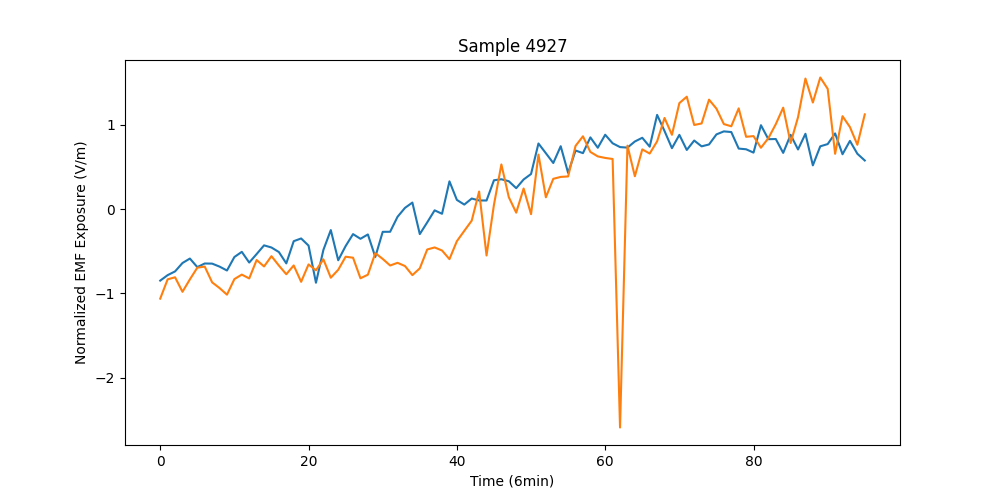 Sample 4927
Normalized EMF Exposure (V/m)
1
0
−1
−2
0 20 40 60 80
Time (6min)